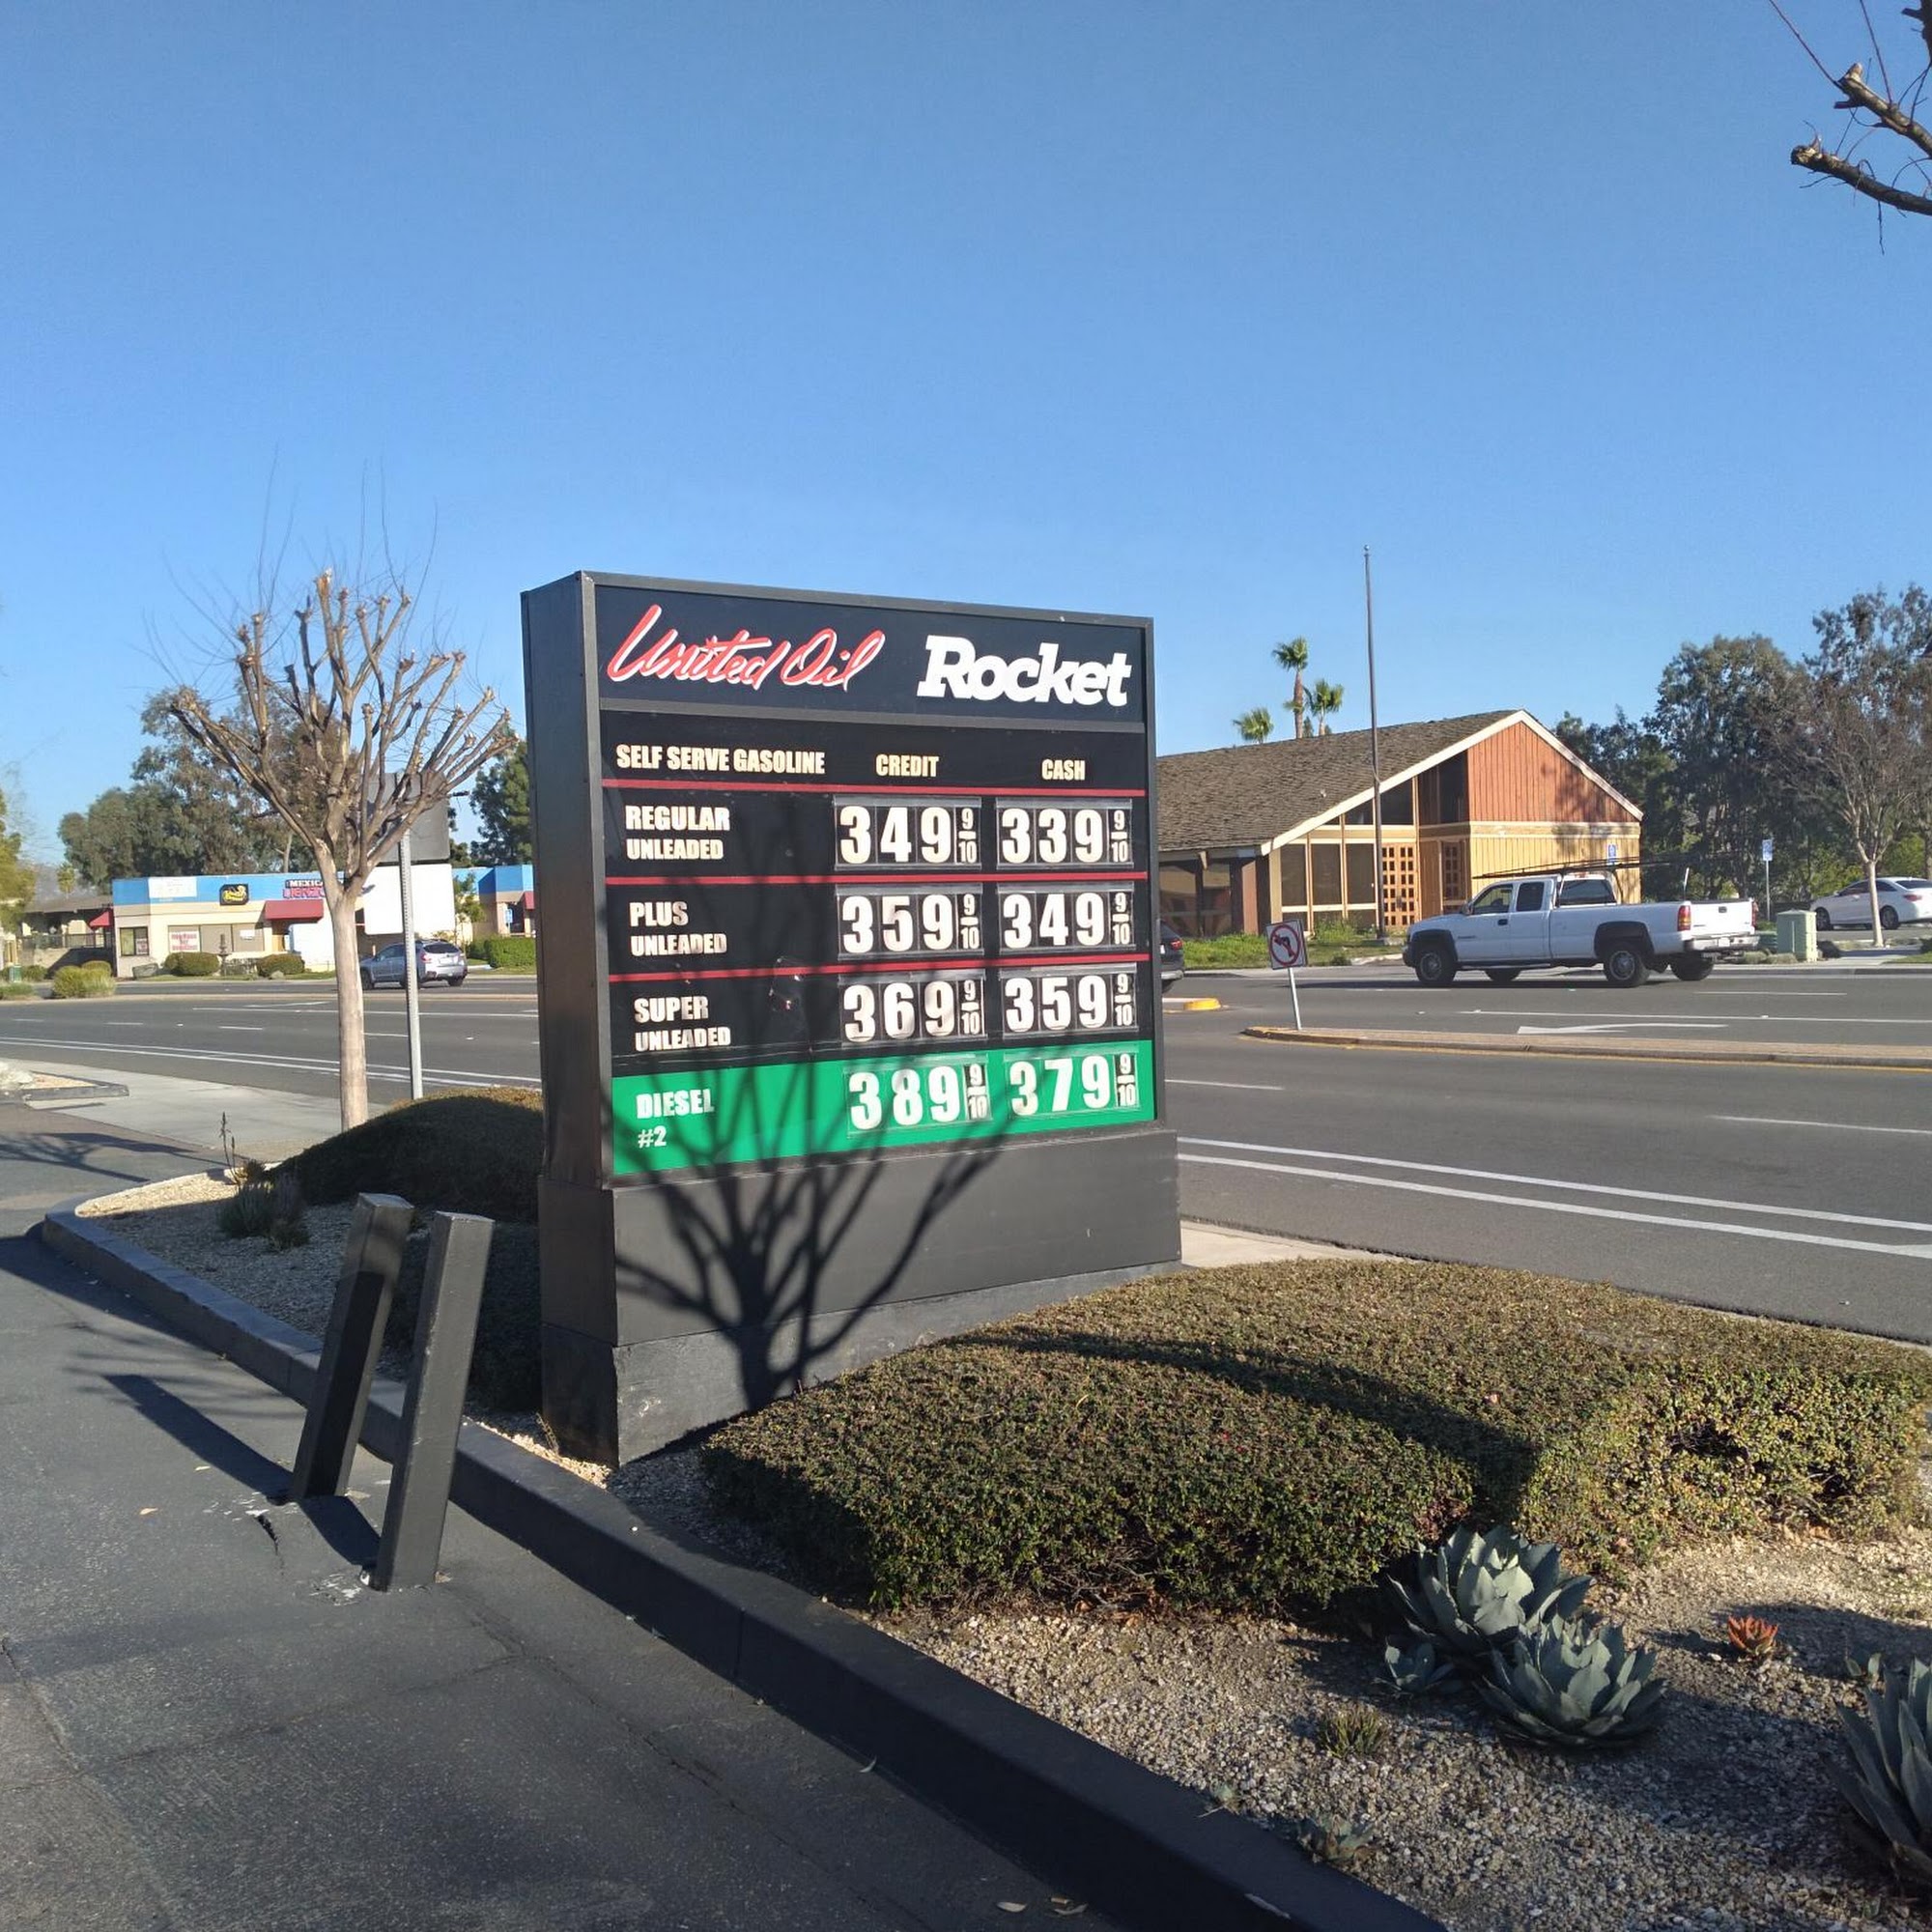 United Oil Rocket
SELF SERVE GASOLINE CREDIT CASH
REGULAR UNLEADED 349 9/10 339 9/10
PLUS UNLEADED 359 9/10 349 9/10
SUPER UNLEADED 369 9/10 359 9/10
DIESEL #2 389 9/10 379 9/10